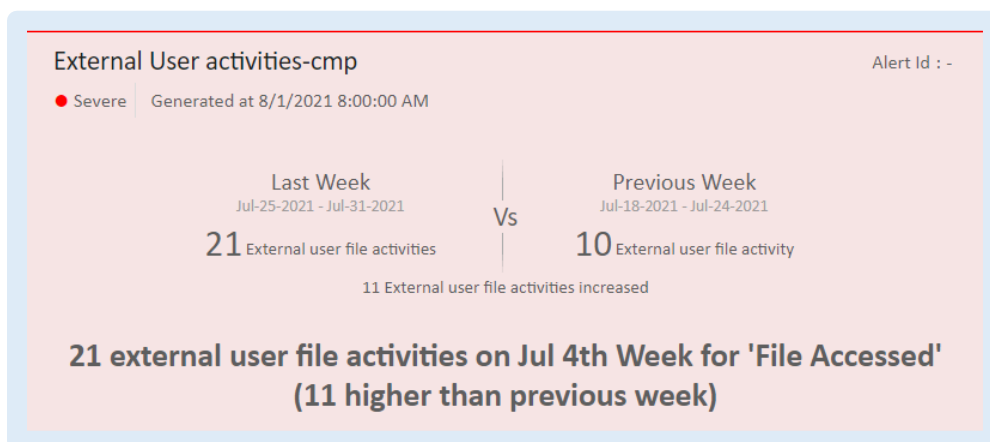 External User activities-cmp
Alert Id : -
Severe
Generated at 8/1/2021 8:00:00 AM
Last Week
Previous Week
Jul-25-2021 - Jul-31-2021
Vs
Jul-18-2021 - Jul-24-2021
21 External user file activities
10 External user file activity
11 External user file activities increased
21 external user file activities on Jul 4th Week for 'File Accessed'
(11 higher than previous week)